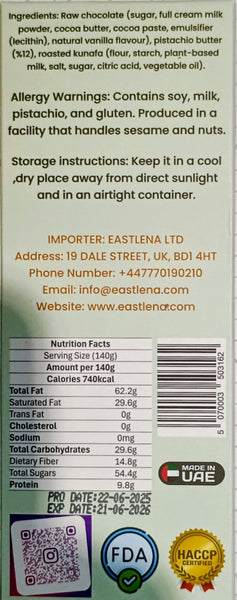 Ingredients: Raw chocolate (sugar, full cream milk
powder, cocoa butter, cocoa paste, emulsifier
(lecithin), natural vanilla flavour), pistachio butter
(%12), roasted kunafa (flour, starch, plant-based
milk, salt, sugar, citric acid, vegetable oil).
Allergy Warnings: Contains soy, milk,
pistachio, and gluten. Produced in a
facility that handles sesame and nuts.
Storage instructions: Keep it in a cool
,dry place away from direct sunlight
and in an airtight container.
IMPORTER: EASTLENA LTD
Address: 19 DALE STREET, UK, BD1 4HT
Phone Number: +447770190210
Email: info@eastlena.com
Website: www.eastlena.com
Nutrition Facts
Serving Size (140g)
Amount per 140g
Calories 740kcal
Total Fat 62.2g
Saturated Fat 29.6g
Trans Fat 0g
Cholesterol 0g
Sodium 0mg
Total Carbohydrates 29.6g
Dietary Fiber 14.8g
Total Sugars 54.4g
Protein 9.8g
5 070003 503162
MADE IN
UAE
PRO DATE:22-06-2025
EXP DATE:21-06-2026
FDA
HACCP
CERTIFIED